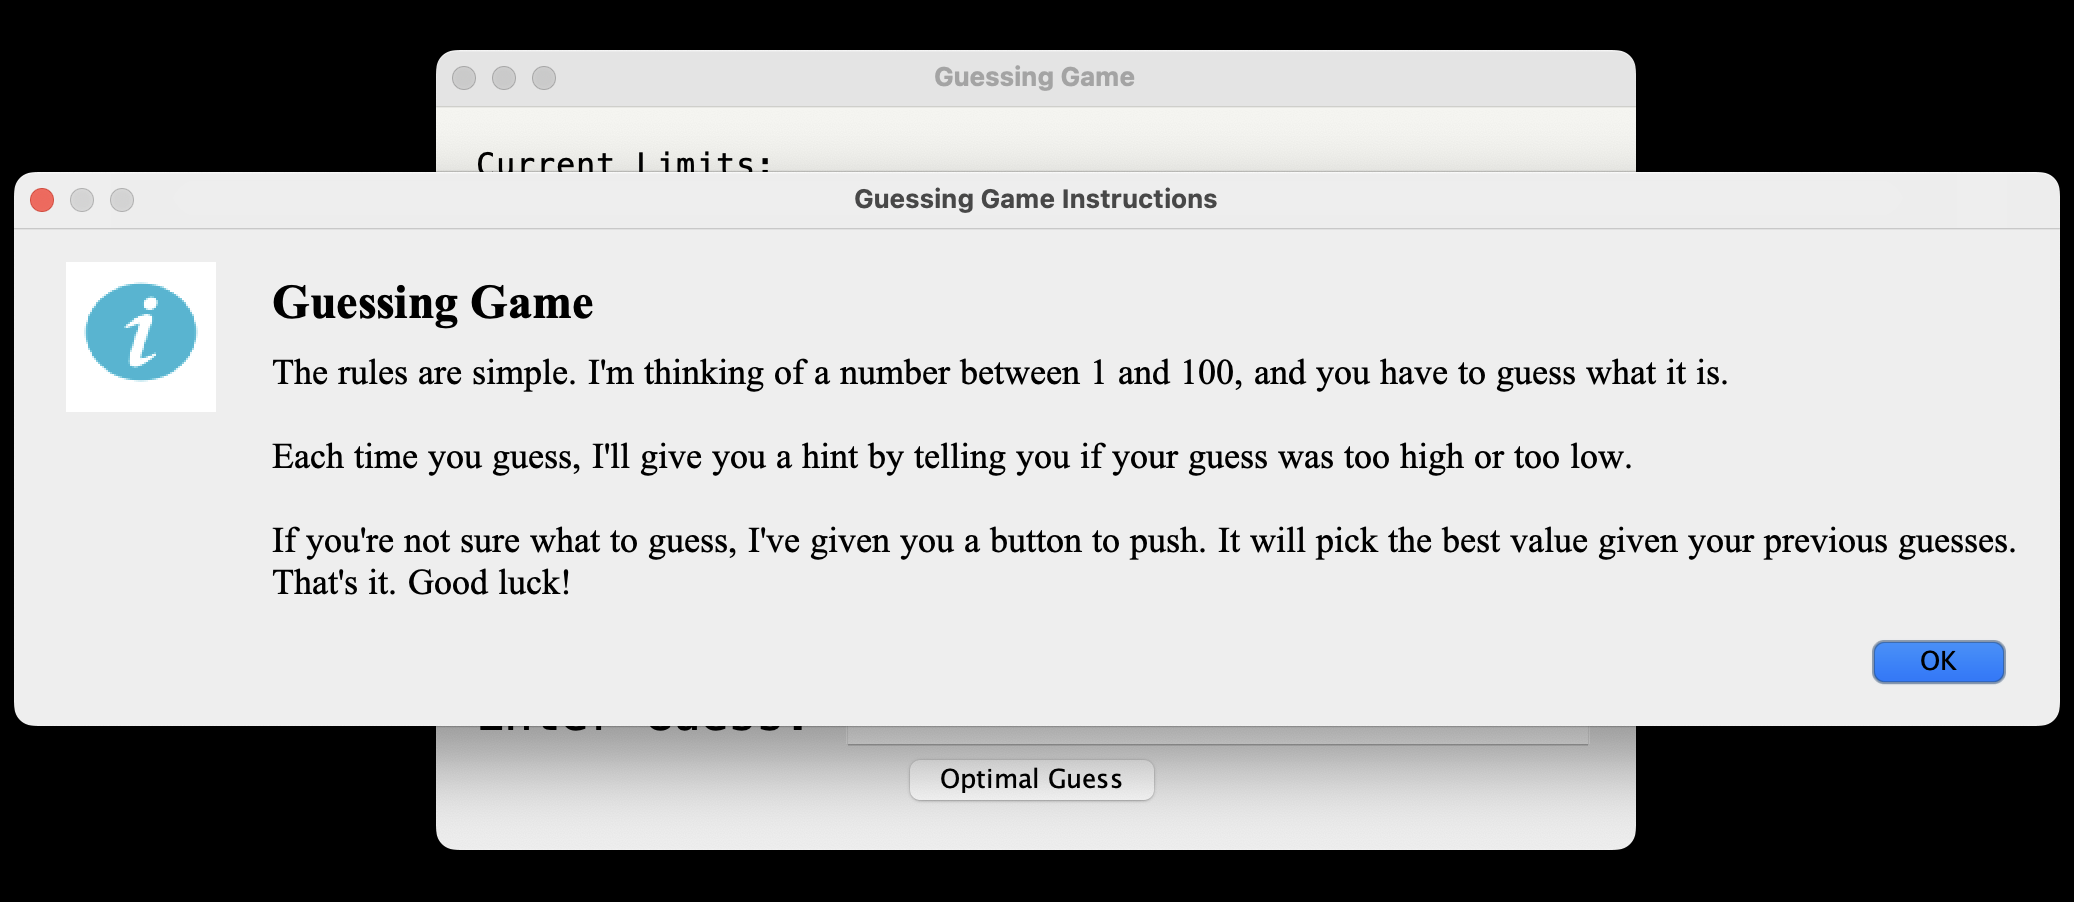 Guessing Game
Current Limits:
Guessing Game Instructions
i
Guessing Game
The rules are simple. I'm thinking of a number between 1 and 100, and you have to guess what it is.
Each time you guess, I'll give you a hint by telling you if your guess was too high or too low.
If you're not sure what to guess, I've given you a button to push. It will pick the best value given your previous guesses.
That's it. Good luck!
OK
Enter Guess:
Optimal Guess